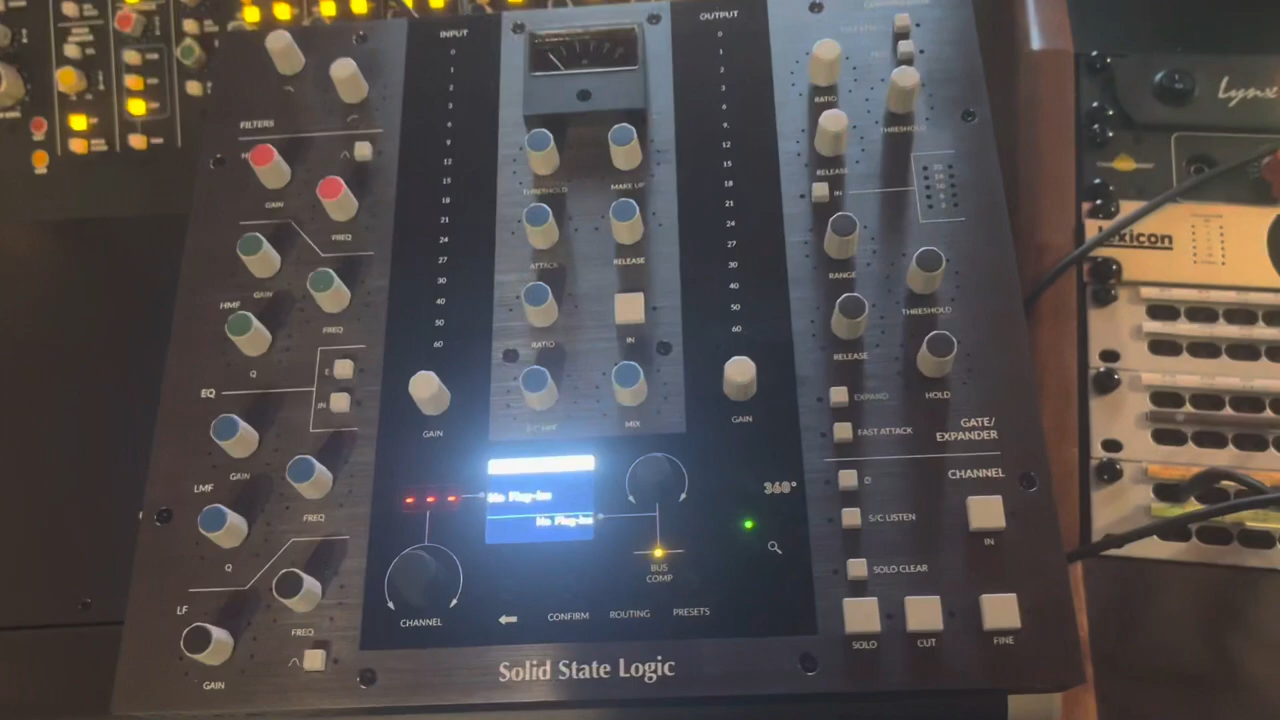 FILTERS
GAIN
FREQ
GAIN
HMF
FREQ
Q
EQ
E
IN
GAIN
LMF
FREQ
Q
LF
FREQ
GAIN
INPUT
0
1
2
3
6
9
12
15
18
21
24
27
30
40
50
60
GAIN
THRESHOLD
MAKE UP
ATTACK
RELEASE
RATIO
IN
MIX
OUTPUT
0
1
2
3
6
9
12
15
18
21
24
27
30
40
50
60
GAIN
No Plug-ins
No Plug-ins
CHANNEL
BUS
COMP
360°
CONFIRM
ROUTING
PRESETS
Solid State Logic
RATIO
THRESHOLD
RELEASE
IN
RANGE
THRESHOLD
RELEASE
HOLD
EXPAND
FAST ATTACK
GATE/
EXPANDER
CHANNEL
S/C LISTEN
IN
SOLO CLEAR
SOLO
CUT
FINE
Lynx
lexicon